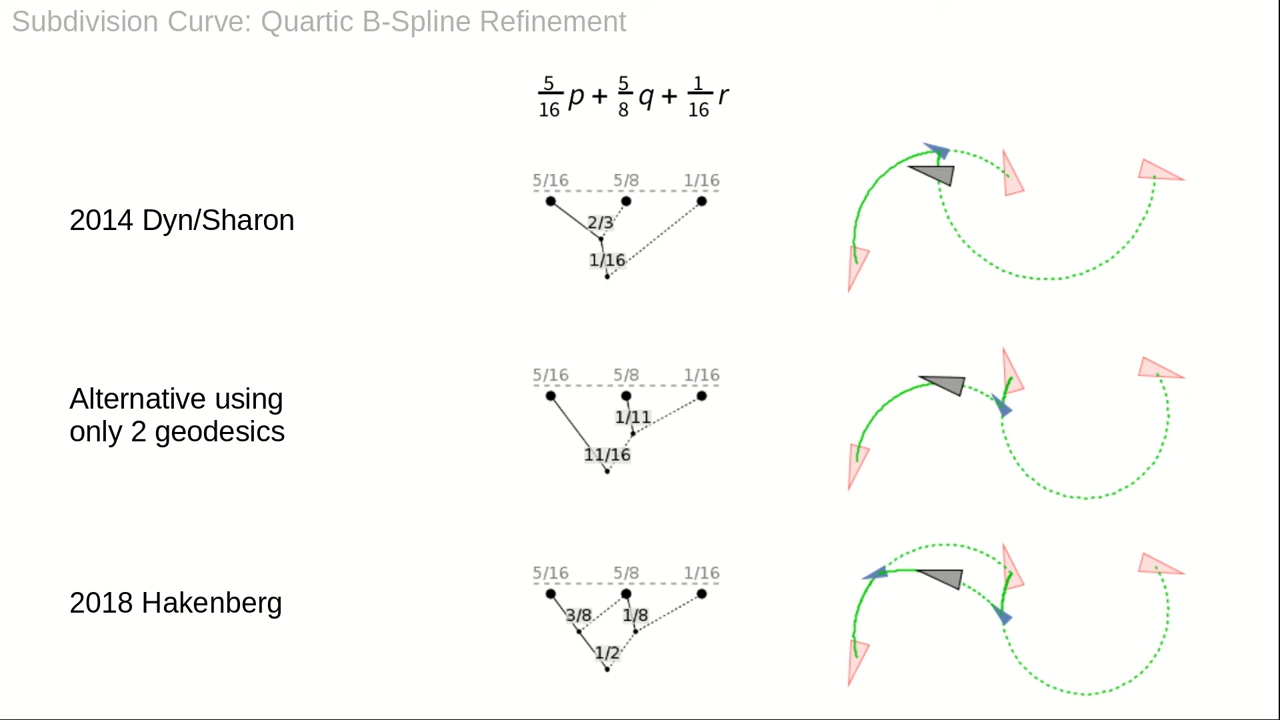 Subdivision Curve: Quartic B-Spline Refinement
5/16 p + 5/8 q + 1/16 r
2014 Dyn/Sharon
5/16 5/8 1/16
2/3
1/16
Alternative using
only 2 geodesics
5/16 5/8 1/16
1/11
11/16
2018 Hakenberg
5/16 5/8 1/16
3/8 1/8
1/2